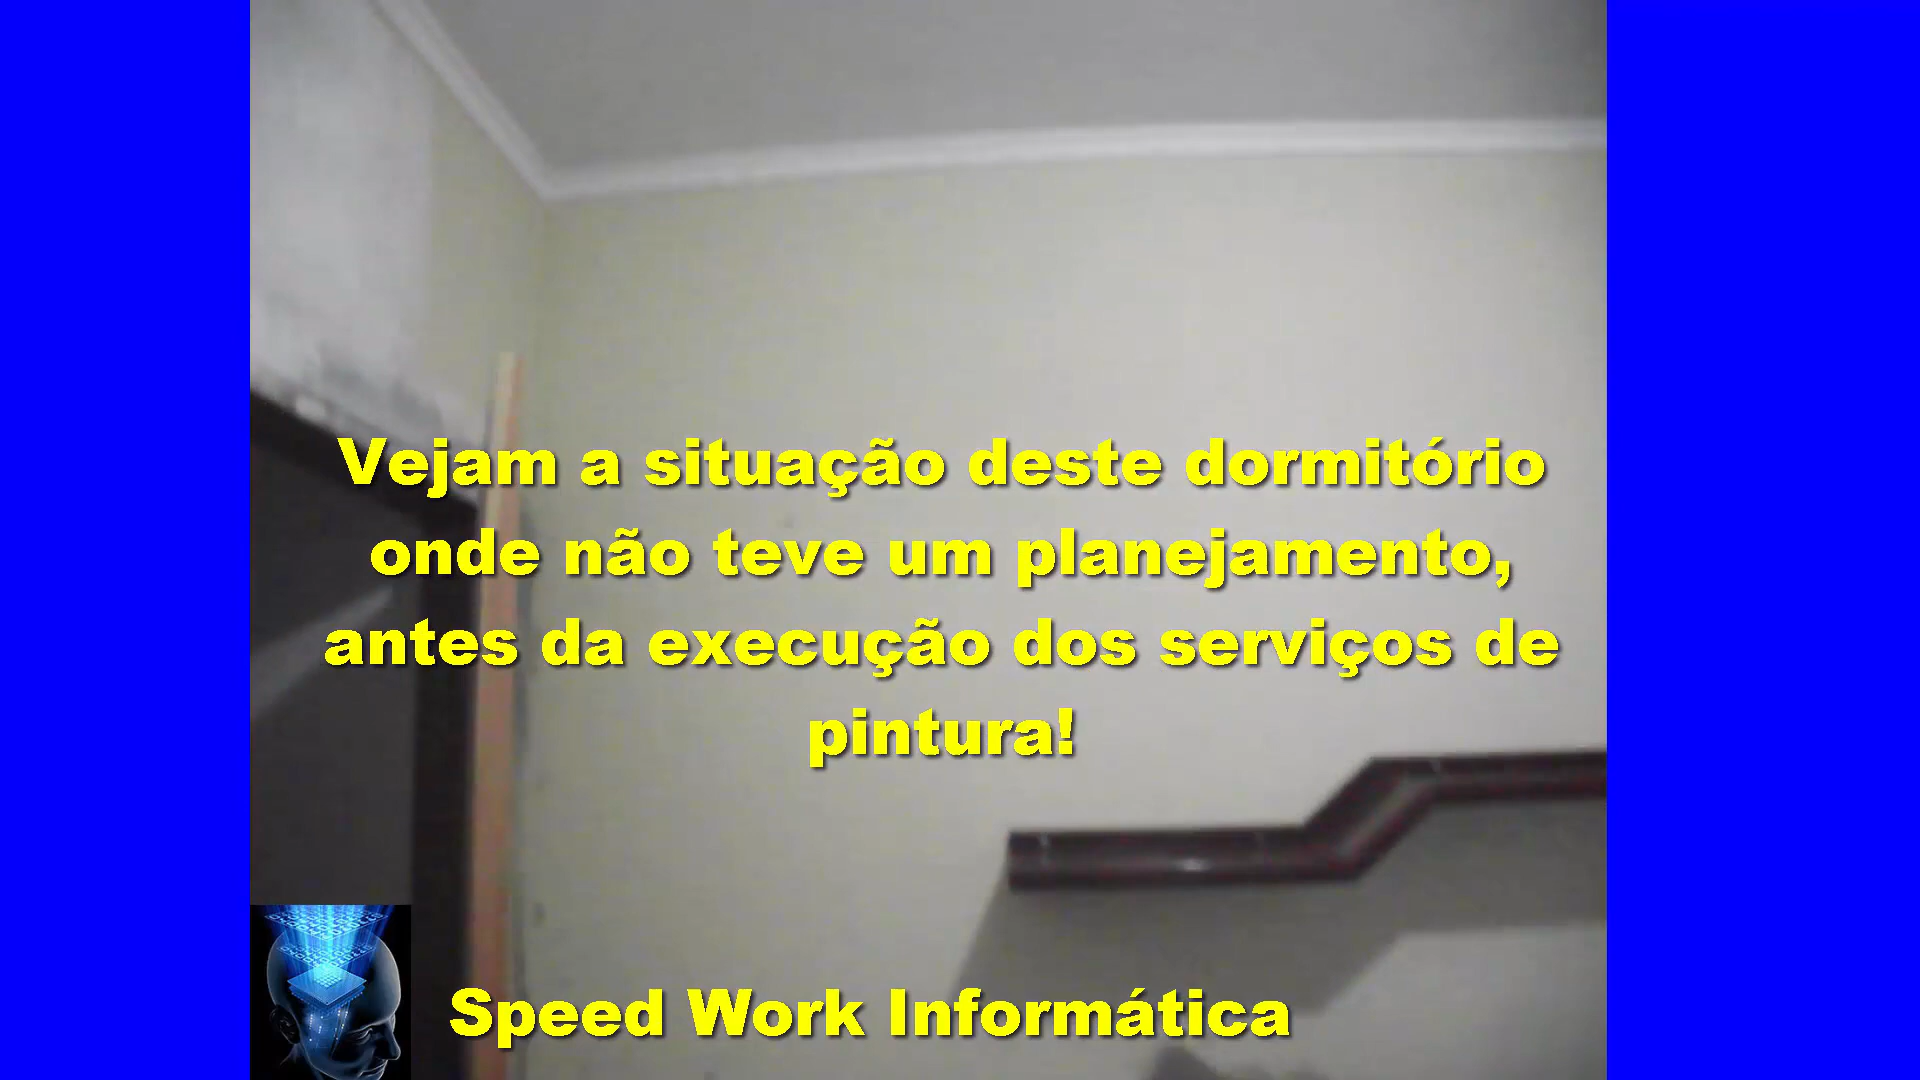 Vejam a situação deste dormitório
onde não teve um planejamento,
antes da execução dos serviços de
pintura!
Speed Work Informática